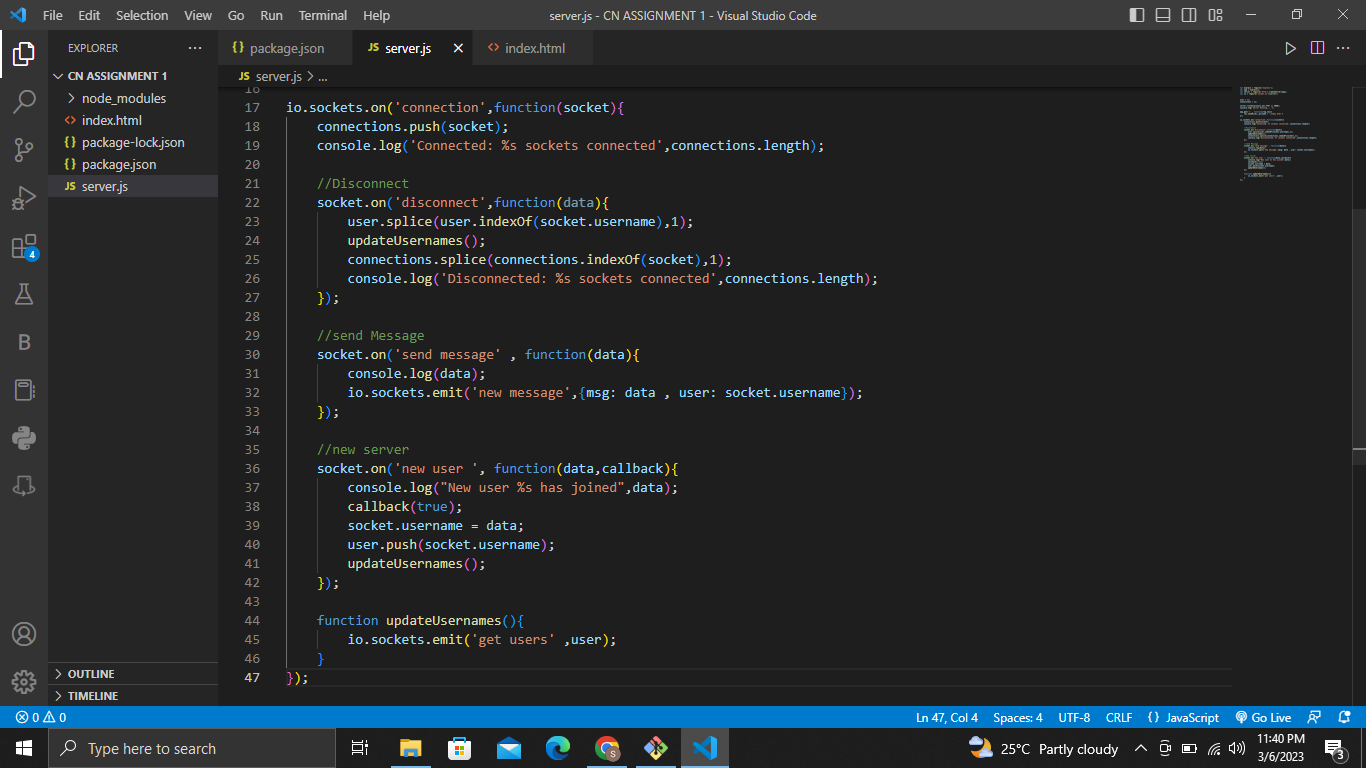 File Edit Selection View Go Run Terminal Help server.js - CN ASSIGNMENT 1 - Visual Studio Code
EXPLORER
CN ASSIGNMENT 1
node_modules
index.html
package-lock.json
package.json
server.js
OUTLINE
TIMELINE
4
B
package.json server.js index.html
server.js > ...
16
17 io.sockets.on('connection',function(socket){
18 connections.push(socket);
19 console.log('Connected: %s sockets connected',connections.length);
20
21 //Disconnect
22 socket.on('disconnect',function(data){
23 user.splice(user.indexOf(socket.username),1);
24 updateUsernames();
25 connections.splice(connections.indexOf(socket),1);
26 console.log('Disconnected: %s sockets connected',connections.length);
27 });
28
29 //send Message
30 socket.on('send message' , function(data){
31 console.log(data);
32 io.sockets.emit('new message',{msg: data , user: socket.username});
33 });
34
35 //new server
36 socket.on('new user ', function(data,callback){
37 console.log("New user %s has joined",data);
38 callback(true);
39 socket.username = data;
40 user.push(socket.username);
41 updateUsernames();
42 });
43
44 function updateUsernames(){
45 io.sockets.emit('get users' ,user);
46 }
47 });
0 0 Ln 47, Col 4 Spaces: 4 UTF-8 CRLF {} JavaScript Go Live
Type here to search
25°C Partly cloudy
11:40 PM
3/6/2023
3